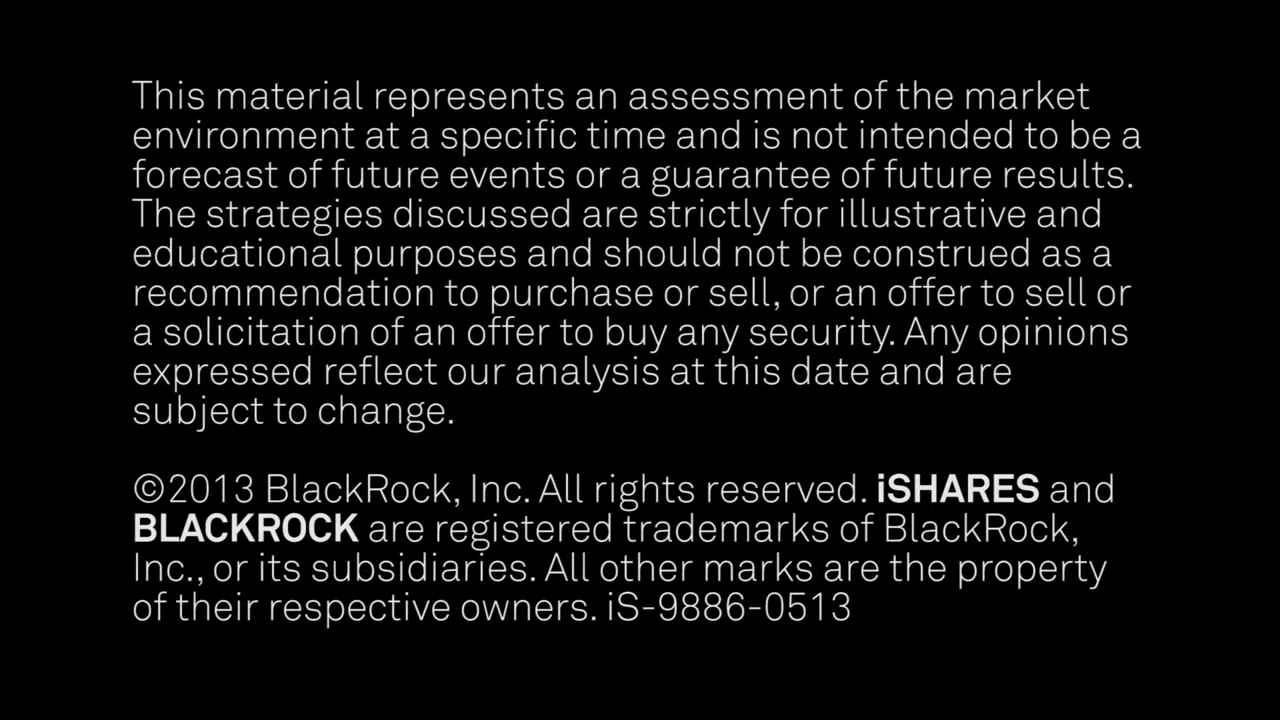 This material represents an assessment of the market
environment at a specific time and is not intended to be a
forecast of future events or a guarantee of future results.
The strategies discussed are strictly for illustrative and
educational purposes and should not be construed as a
recommendation to purchase or sell, or an offer to sell or
a solicitation of an offer to buy any security. Any opinions
expressed reflect our analysis at this date and are
subject to change.
©2013 BlackRock, Inc. All rights reserved. iSHARES and
BLACKROCK are registered trademarks of BlackRock,
Inc., or its subsidiaries. All other marks are the property
of their respective owners. iS-9886-0513